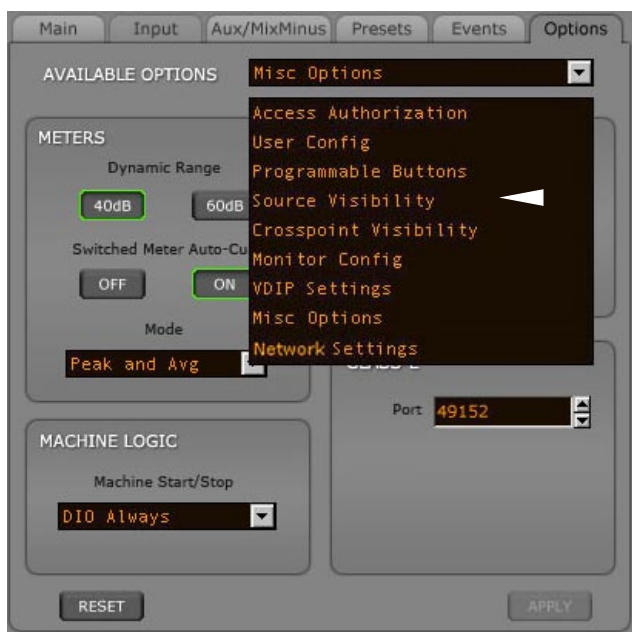 Main Input Aux/MixMinus Presets Events Options
AVAILABLE OPTIONS Misc Options
Access Authorization
User Config
Programmable Buttons
Source Visibility
Crosspoint Visibility
Monitor Config
VDIP Settings
Misc Options
Network Settings
METERS
Dynamic Range
40dB 60dB
Switched Meter
OFF ON
Mode
Peak and Avg
Port 49152
MACHINE LOGIC
Machine Start/Stop
DIO Always
RESET APPLY